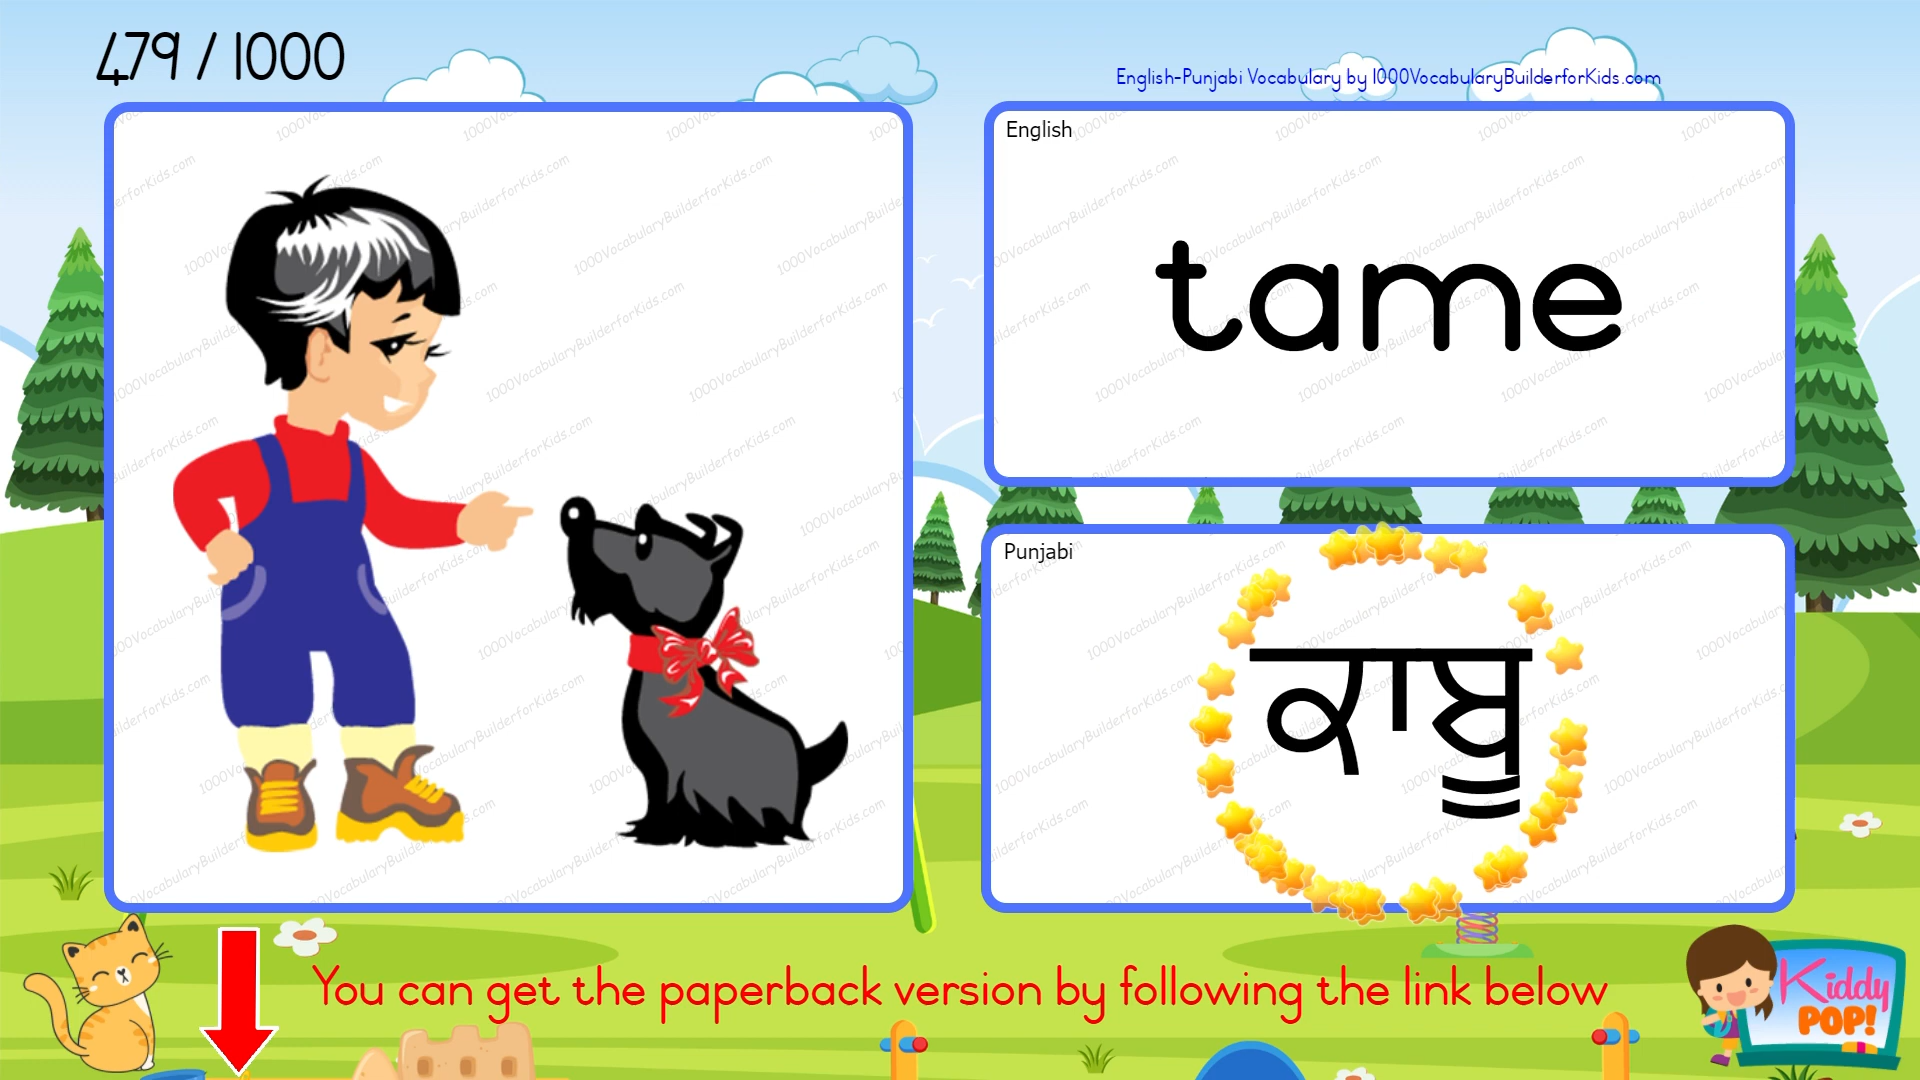 479 / 1000
English-Punjabi Vocabulary by 1000VocabularyBuilderforKids.com
English
tame
Punjabi
ਕਾਬੂ
You can get the paperback version by following the link below
Kiddy
POP!